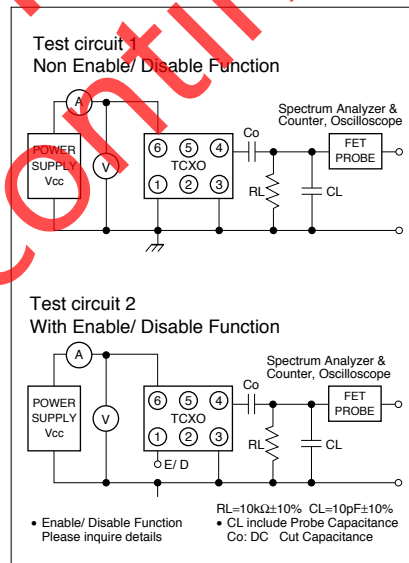 Test circuit 1
Non Enable/ Disable Function
A
POWER
SUPPLY
Vcc
V
6 5 4
TCXO
1 2 3
Co
RL
CL
Spectrum Analyzer &
Counter, Oscilloscope
FET
PROBE
Test circuit 2
With Enable/ Disable Function
A
POWER
SUPPLY
Vcc
V
6 5 4
TCXO
1 2 3
E/ D
Co
RL
CL
Spectrum Analyzer &
Counter, Oscilloscope
FET
PROBE
• Enable/ Disable Function
Please inquire details
RL=10kΩ±10% CL=10pF±10%
• CL include Probe Capacitance
Co: DC Cut Capacitance